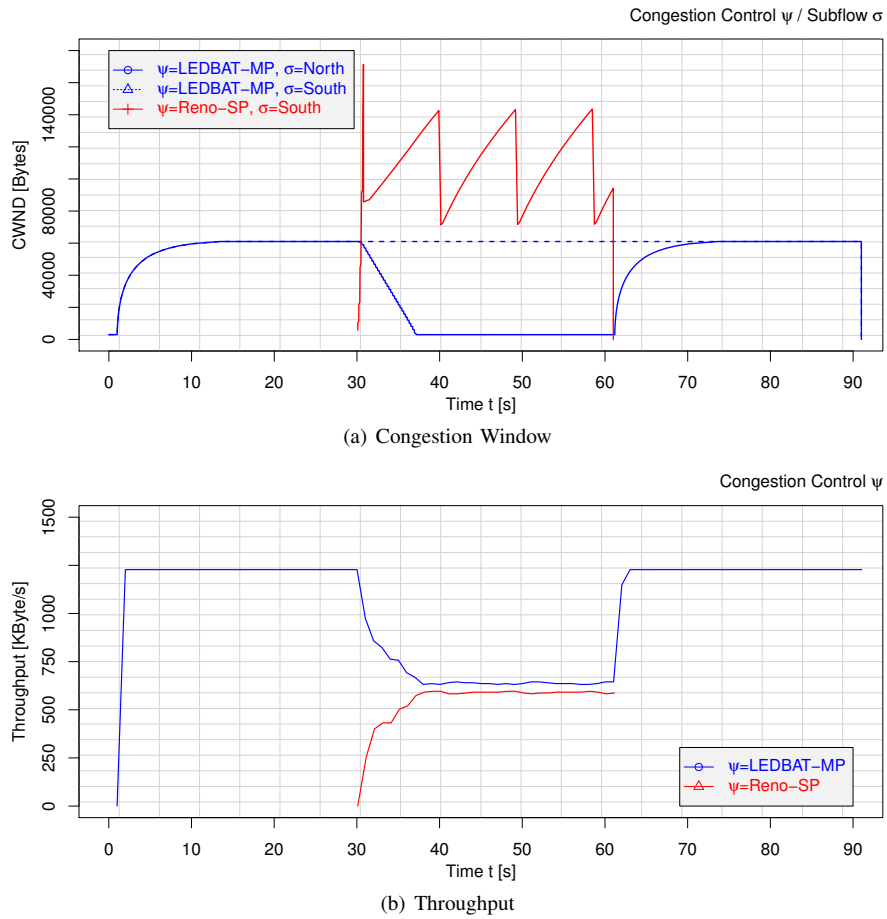 Congestion Control ψ / Subflow σ
ψ=LEDBAT−MP, σ=North
ψ=LEDBAT−MP, σ=South
ψ=Reno−SP, σ=South
CWND [Bytes]
140000
80000
40000
0
0 10 20 30 40 50 60 70 80 90
Time t [s]
(a) Congestion Window
Congestion Control ψ
Throughput [KByte/s]
1500
1000
750
500
250
0
ψ=LEDBAT−MP
ψ=Reno−SP
0 10 20 30 40 50 60 70 80 90
Time t [s]
(b) Throughput